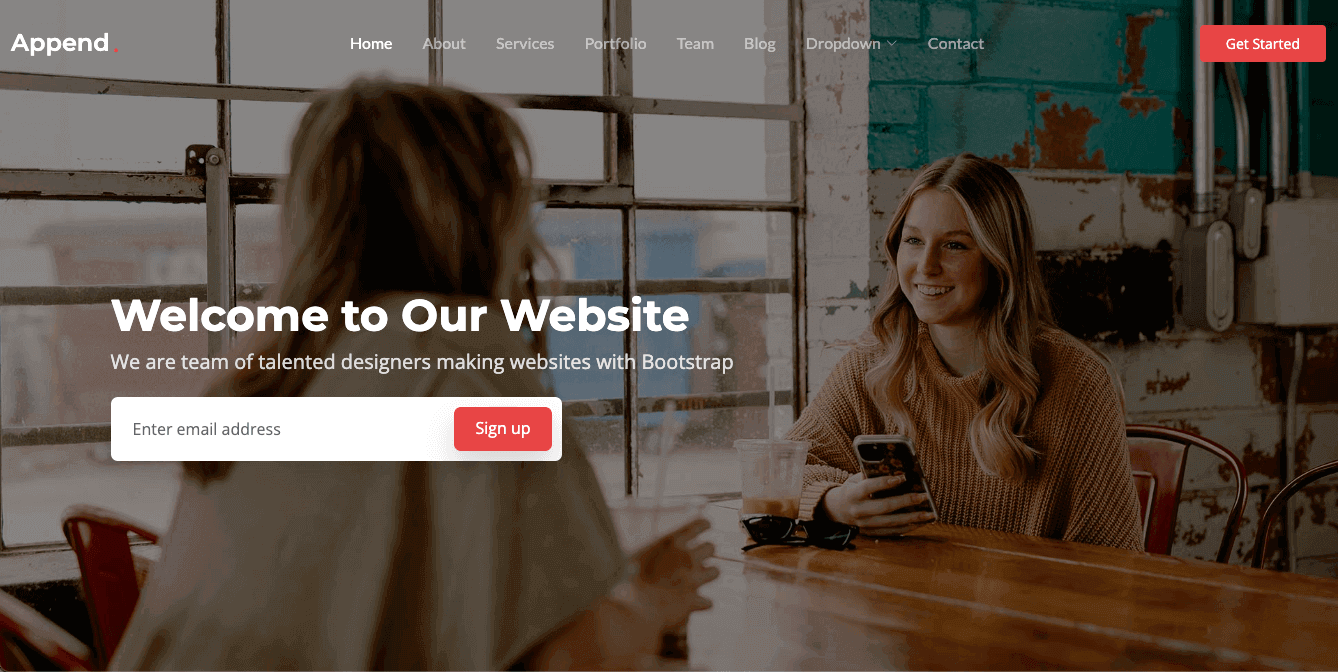 Append.
Home About Services Portfolio Team Blog Dropdown Contact
Get Started
Welcome to Our Website
We are team of talented designers making websites with Bootstrap
Enter email address
Sign up